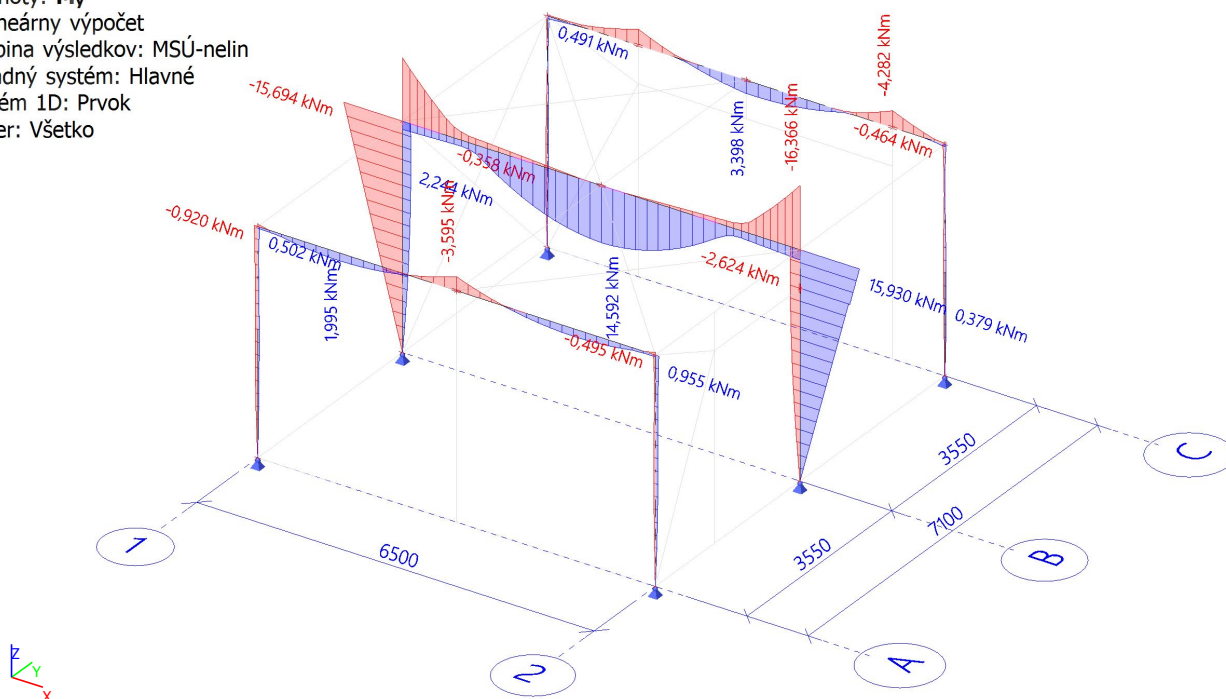 noty: My
neárny výpočet
pina výsledkov: MSÚ-nelin
adný systém: Hlavné
ém 1D: Prvok
er: Všetko
0,491 kNm
-4,282 kNm
-15,694 kNm
3,398 kNm
-16,366 kNm
-0,464 kNm
-0,358 kNm
2,244 kNm
-3,595 kNm
-0,920 kNm
0,502 kNm
1,995 kNm
-2,624 kNm
14,592 kNm
15,930 kNm
0,379 kNm
-0,495 kNm
0,955 kNm
6500
3550
3550
7100
1
2
A
B
C
Z
Y
X